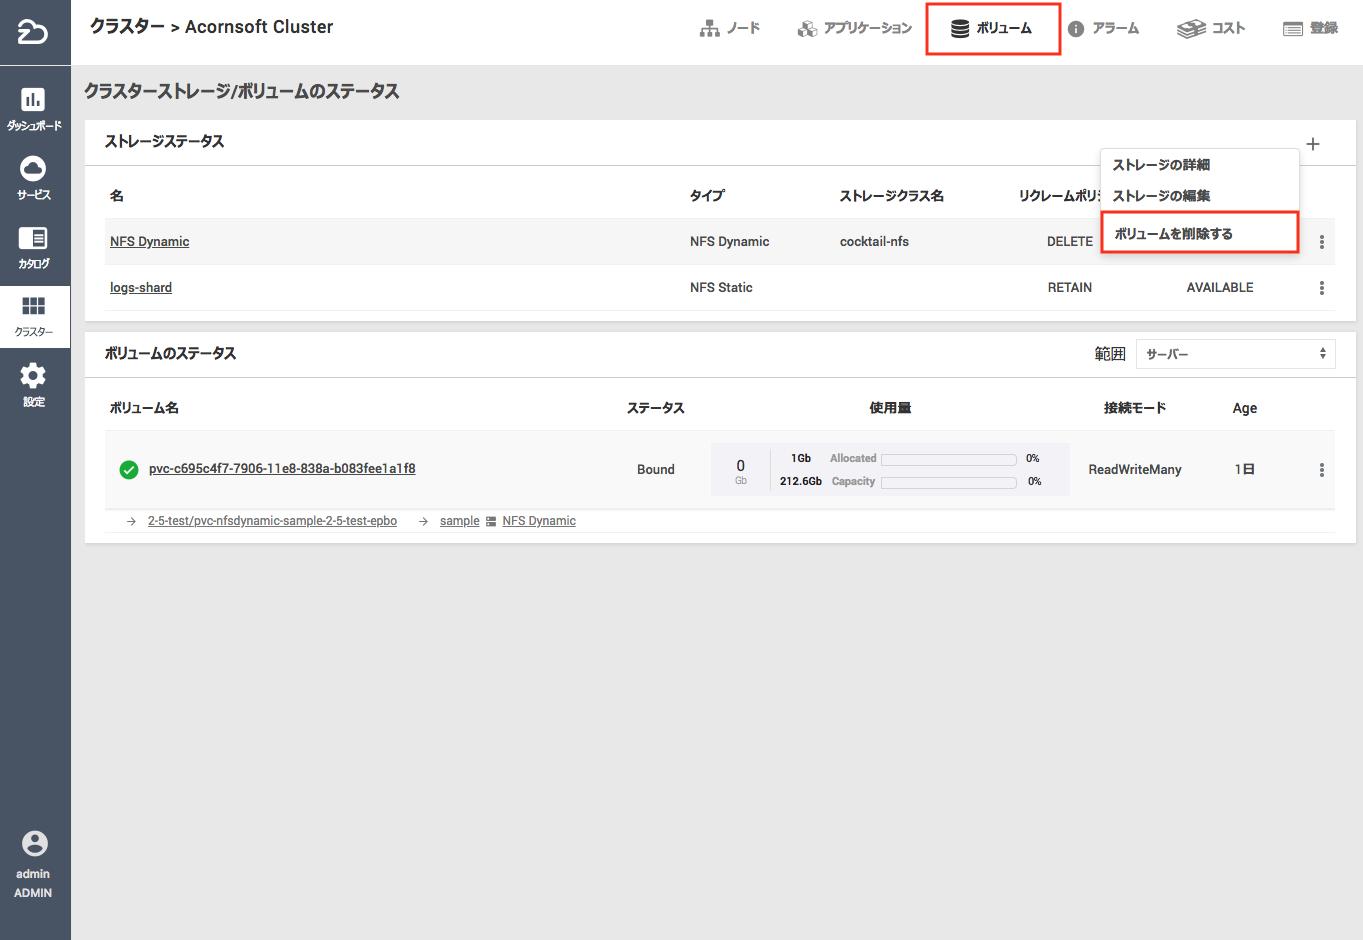 クラスター > Acornsoft Cluster
ノード
アプリケーション
ボリューム
アラーム
コスト
登録
ダッシュボード
サービス
カタログ
クラスター
設定
admin
ADMIN
クラスターストレージ/ボリュームのステータス
ストレージステータス
ストレージの詳細
ストレージの編集
ボリュームを削除する
名 タイプ ストレージクラス名 リクレームポリシ
NFS Dynamic NFS Dynamic cocktail-nfs DELETE
logs-shard NFS Static RETAIN AVAILABLE
ボリュームのステータス
範囲 サーバー
ボリューム名 ステータス 使用量 接続モード Age
pvc-c695c4f7-7906-11e8-838a-b083fee1a1f8 Bound
0 Gb
1Gb Allocated 0%
212.6Gb Capacity 0%
ReadWriteMany 1日
2-5-test/pvc-nfsdynamic-sample-2-5-test-epbo sample NFS Dynamic